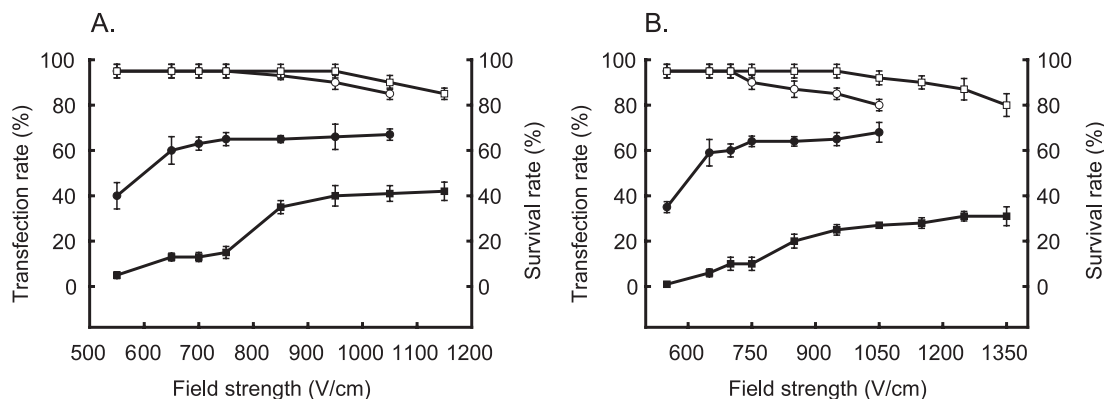 A.
100
80
60
40
20
0
Transfection rate (%)
100
80
60
40
20
0
Survival rate (%)
500 600 700 800 900 1000 1100 1200
Field strength (V/cm)
B.
100
80
60
40
20
0
Transfection rate (%)
100
80
60
40
20
0
Survival rate (%)
600 750 900 1050 1200 1350
Field strength (V/cm)